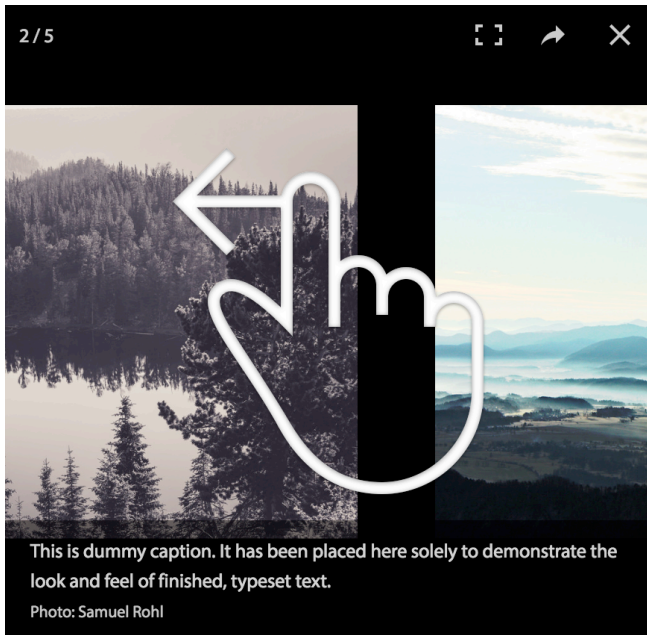 2 / 5
This is dummy caption. It has been placed here solely to demonstrate the
look and feel of finished, typeset text.
Photo: Samuel Rohl